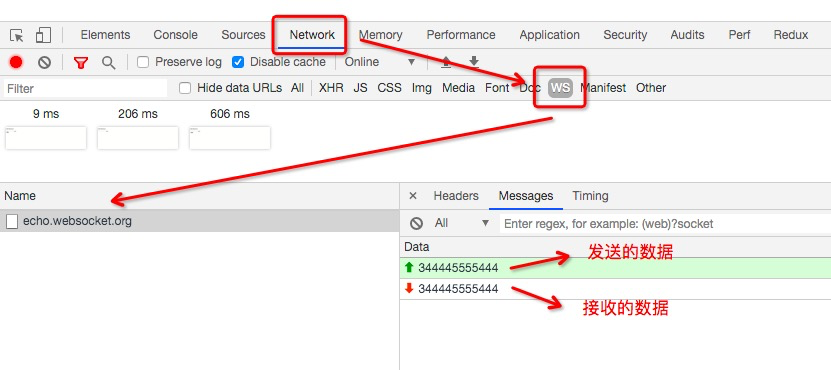 Elements Console Sources Network Memory Performance Application Security Audits Perf Redux
Preserve log Disable cache Online
Filter Hide data URLs All XHR JS CSS Img Media Font Doc WS Manifest Other
9 ms 206 ms 606 ms
Name
echo.websocket.org
× Headers Messages Timing
All Enter regex, for example: (web)?socket
Data
344445555444 发送的数据
344445555444 接收的数据